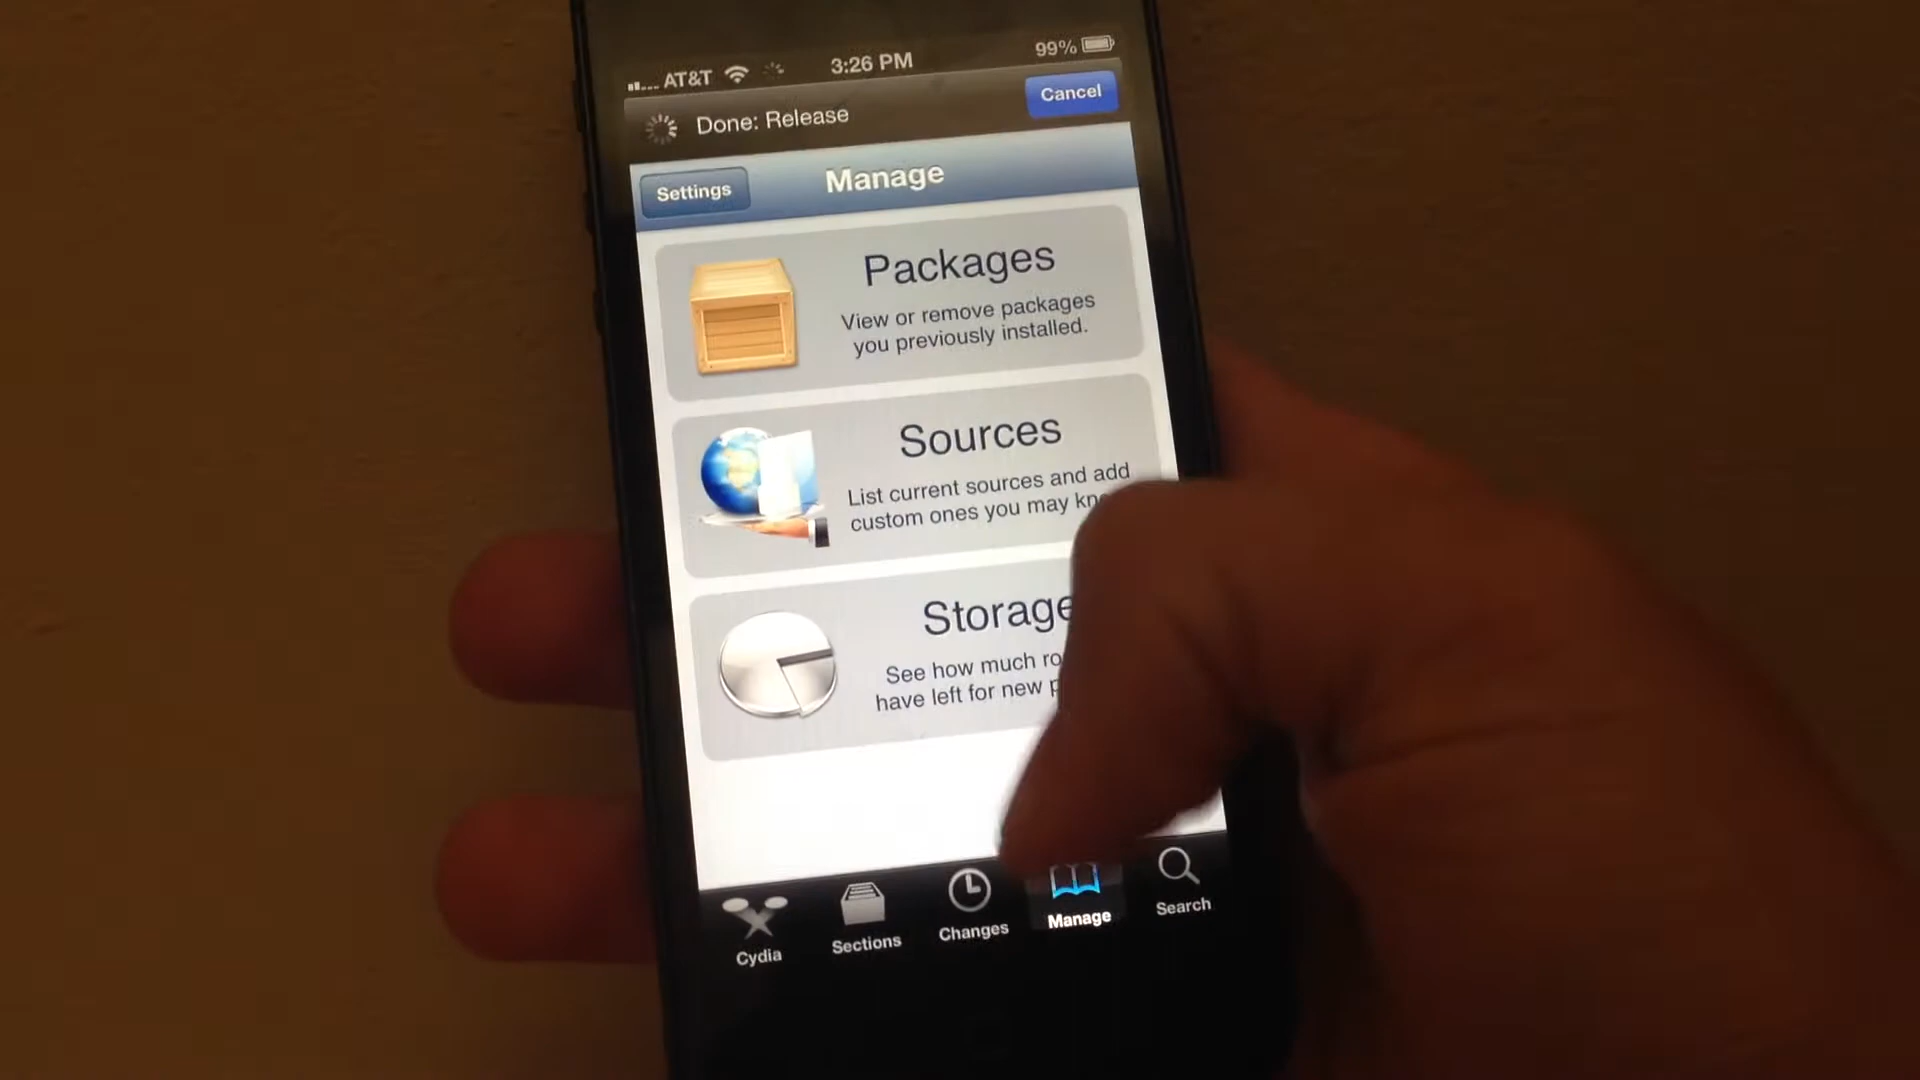 AT&T 3:26 PM 99%
Done: Release
Cancel
Settings
Manage
Packages
View or remove packages
you previously installed.
Sources
List current sources and add
custom ones you may kn
Storage
See how much ro
have left for new p
Cydia
Sections
Changes
Manage
Search